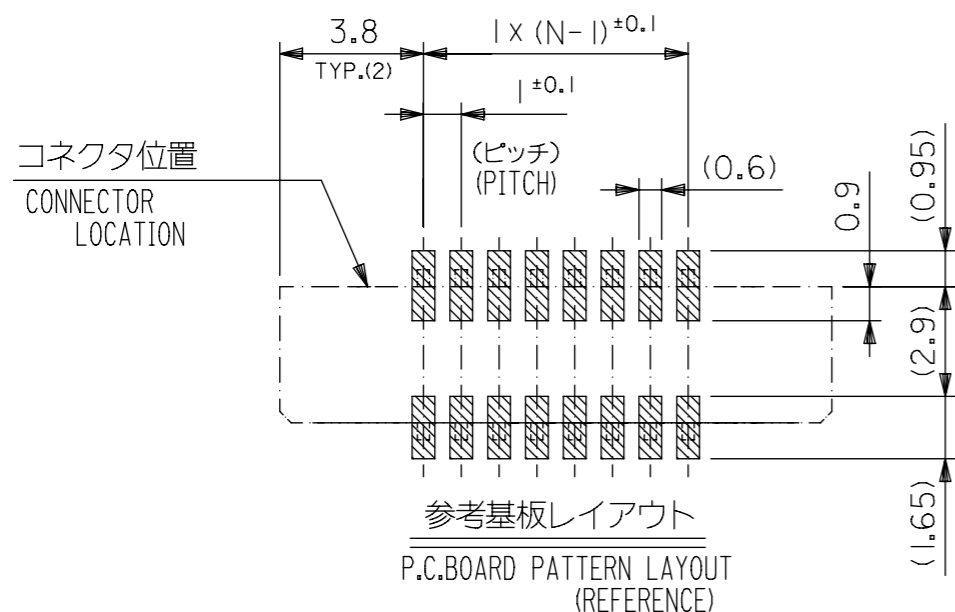 3.8
TYP.(2)
1 X (N-1) ±0.1
1 ±0.1
コネクタ位置
CONNECTOR
LOCATION
(ピッチ)
(PITCH)
(0.6)
0.9
(0.95)
(2.9)
(1.65)
参考基板レイアウト
P.C.BOARD PATTERN LAYOUT
(REFERENCE)